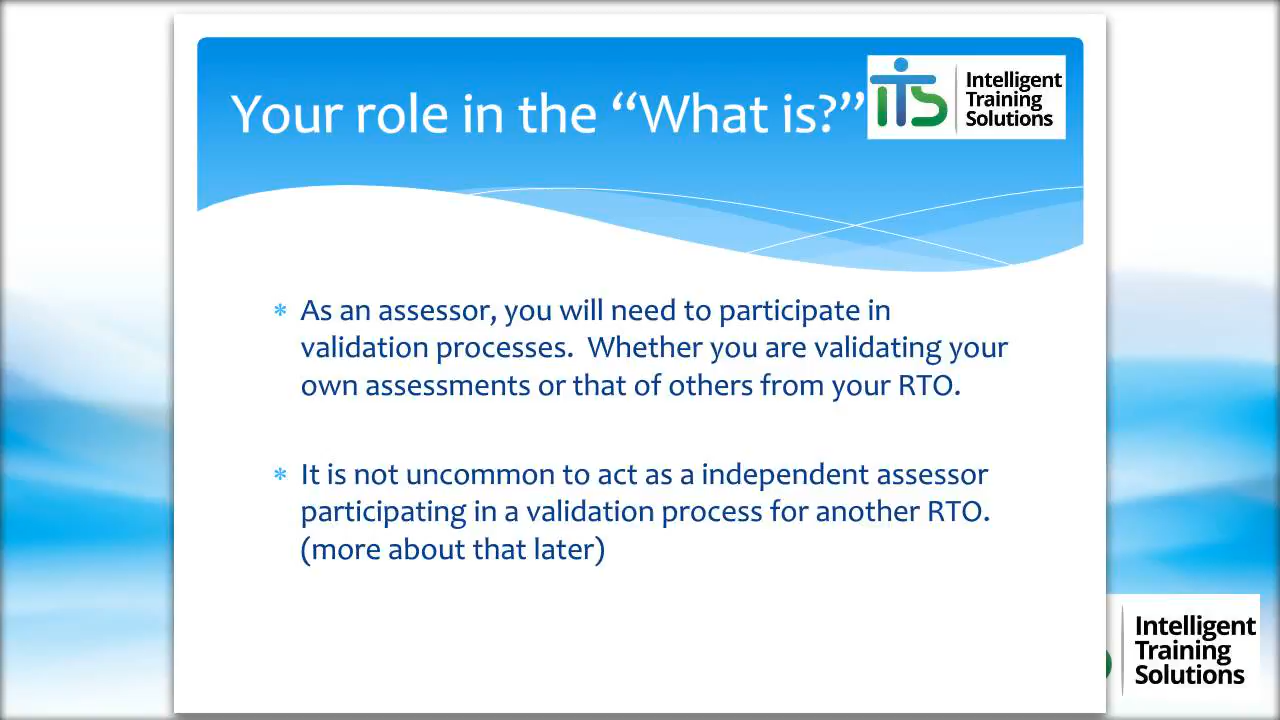 Your role in the “What is?”
ITS
Intelligent
Training
Solutions
* As an assessor, you will need to participate in
validation processes.  Whether you are validating your
own assessments or that of others from your RTO.
* It is not uncommon to act as a independent assessor
participating in a validation process for another RTO.
(more about that later)
Intelligent
Training
Solutions